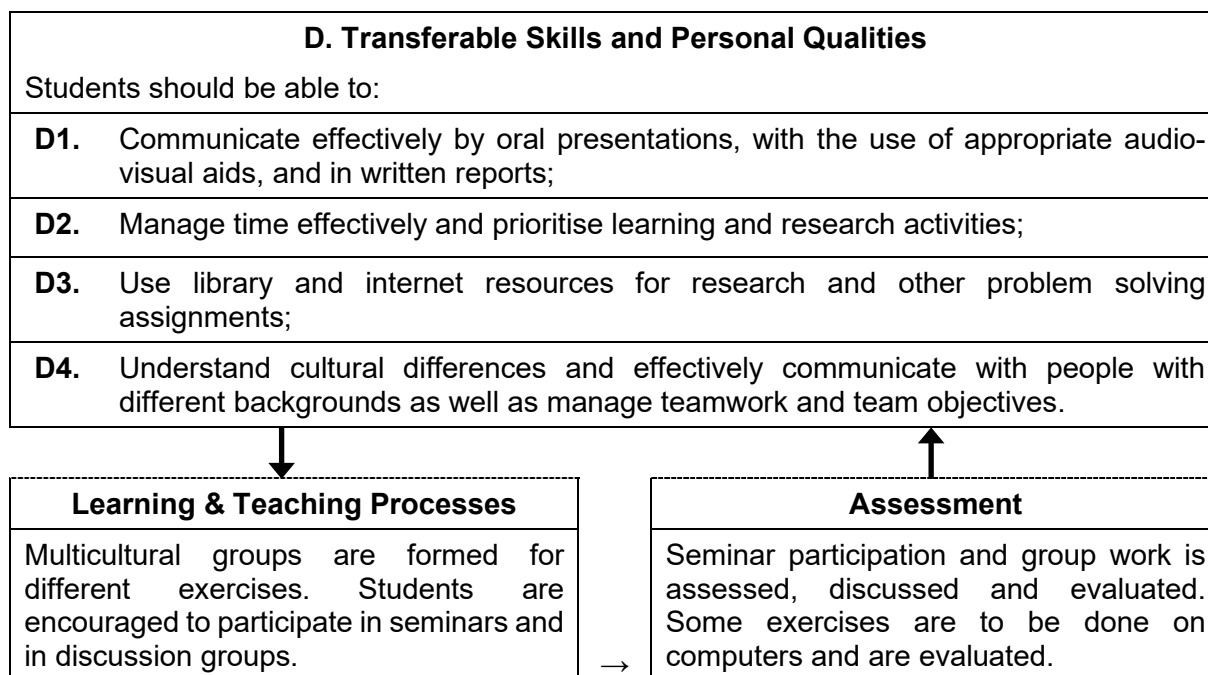 D. Transferable Skills and Personal Qualities
Students should be able to:
D1. Communicate effectively by oral presentations, with the use of appropriate audio-
visual aids, and in written reports;
D2. Manage time effectively and prioritise learning and research activities;
D3. Use library and internet resources for research and other problem solving
assignments;
D4. Understand cultural differences and effectively communicate with people with
different backgrounds as well as manage teamwork and team objectives.
Learning & Teaching Processes
Multicultural groups are formed for
different exercises. Students are
encouraged to participate in seminars and
in discussion groups.
→
Assessment
Seminar participation and group work is
assessed, discussed and evaluated.
Some exercises are to be done on
computers and are evaluated.